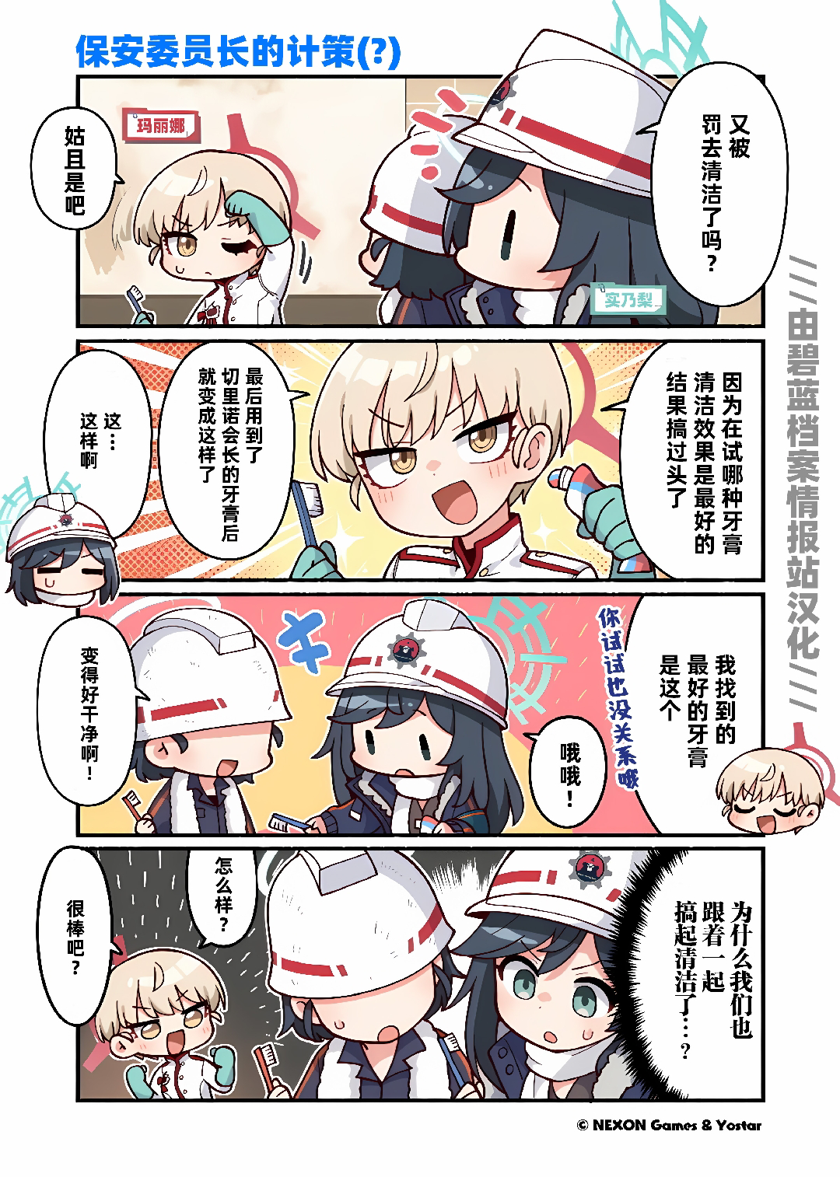 保安委员长的计策(?)
又被
罚去清洁了吗？
实乃梨
玛丽娜
姑且是吧
因为在试哪种牙膏
清洁效果是最好的
结果搞过头了
最后用到了
切里诺会长的牙膏后
就变成这样了
这…
这样啊
我找到的
最好的牙膏
是这个
你试试也没关系哦
哦哦！
变得好干净啊！
为什么我们也
跟着一起
搞起清洁了…？
怎么样？
很棒吧？
///由碧蓝档案情报站汉化///
© NEXON Games & Yostar